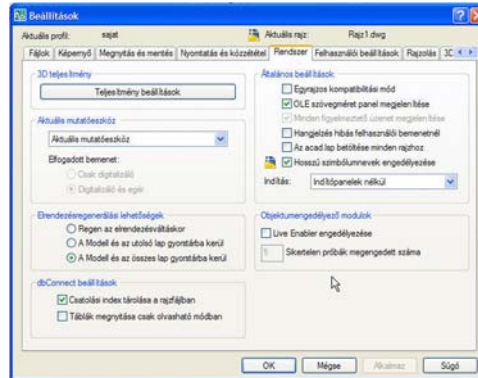 Beállítások
Aktuális profil: sajat Aktuális rajz: Rajz1.dwg
Fájlok Képernyő Megnyitás és mentés Nyomtatás és közzététel Rendszer Felhasználói beállítások Rajzolás 3D
3D teljesítmény
Teljesítmény beállítások
Aktuális mutatóeszköz
Aktuális mutatóeszköz
Elfogadott bemenet:
Csak digitalizáló
Digitalizáló és egér
Elrendezésregenerálási lehetőségek
Regen az elrendezésváltáskor
A Modell és az utolsó lap gyorstárba kerül
A Modell és az összes lap gyorstárba kerül
dbConnect beállítások
Csatolási index tárolása a rajzfájlban
Táblák megnyitása csak olvasható módban
Általános beállítások:
Egyrajzos kompatibilitási mód
OLE szövegméret panel megjelenítése
Minden figyelmeztető üzenet megjelenítése
Hangjelzés hibás felhasználói bemenetnél
Az acad.lsp betöltése minden rajzhoz
Hosszú szimbólumnevek engedélyezése
Indítás: Indítópanelek nélkül
Objektumengedélyező modulok
Live Enabler engedélyezése
5 Sikertelen próbák megengedett száma
OK Mégse Alkalmaz Súgó